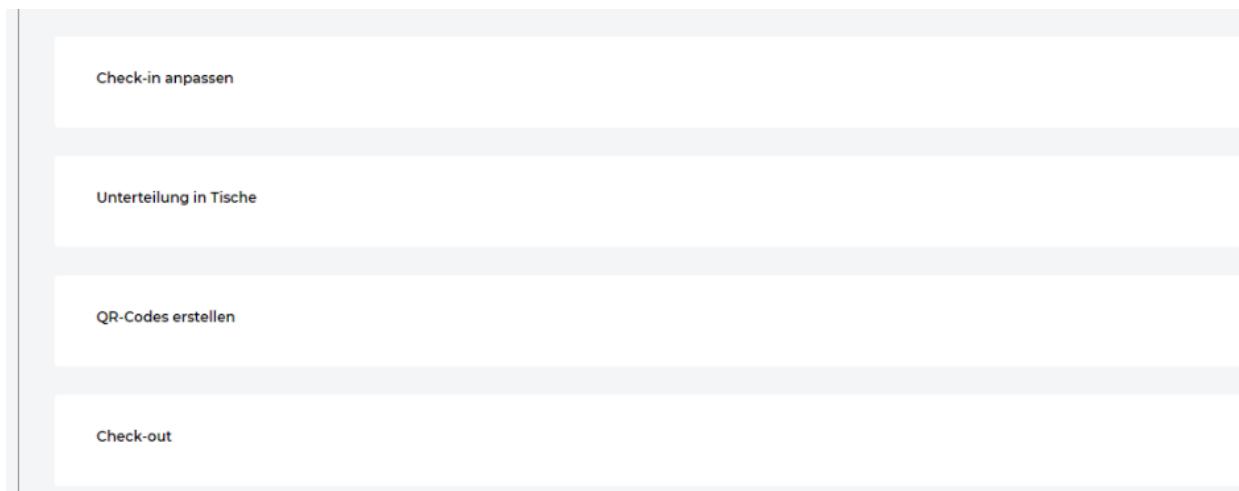 Check-in anpassen
Unterteilung in Tische
QR-Codes erstellen
Check-out